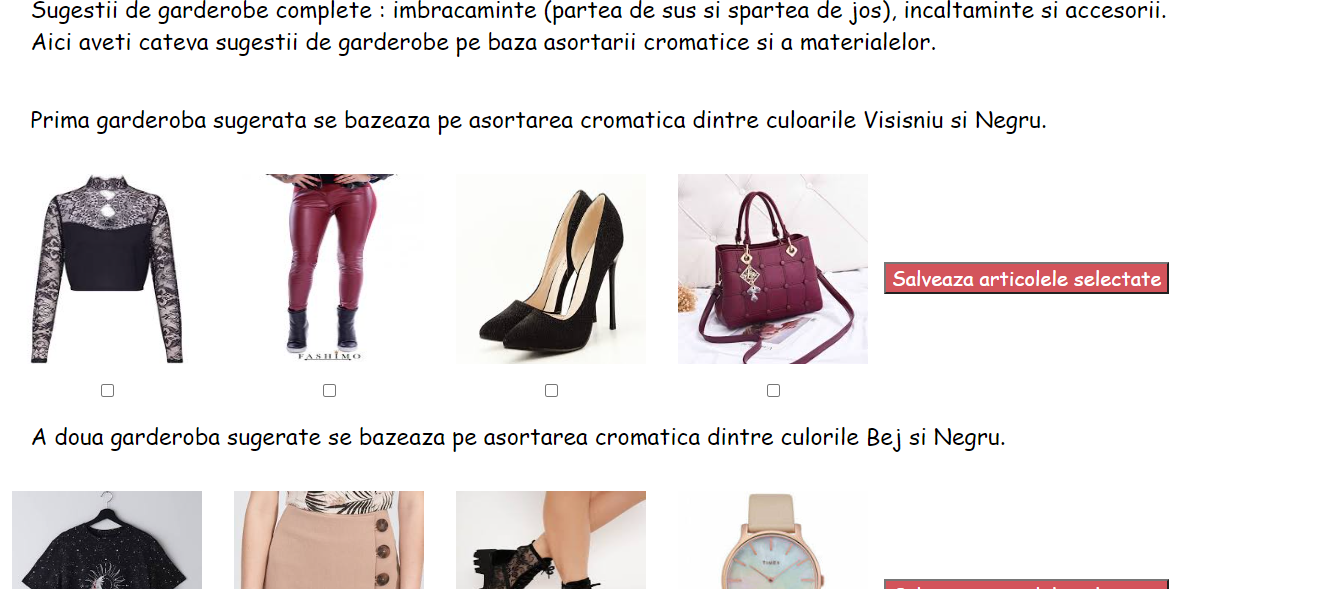 Sugestii de garderobe complete : imbracaminte (partea de sus si spartea de jos), incaltaminte si accesorii.
Aici aveti cateva sugestii de garderobe pe baza asortarii cromatice si a materialelor.
Prima garderoba sugerata se bazeaza pe asortarea cromatica dintre culoarile Visisniu si Negru.
Salveaza articolele selectate
FASHIMO
A doua garderoba sugerate se bazeaza pe asortarea cromatica dintre culorile Bej si Negru.
TIMEX